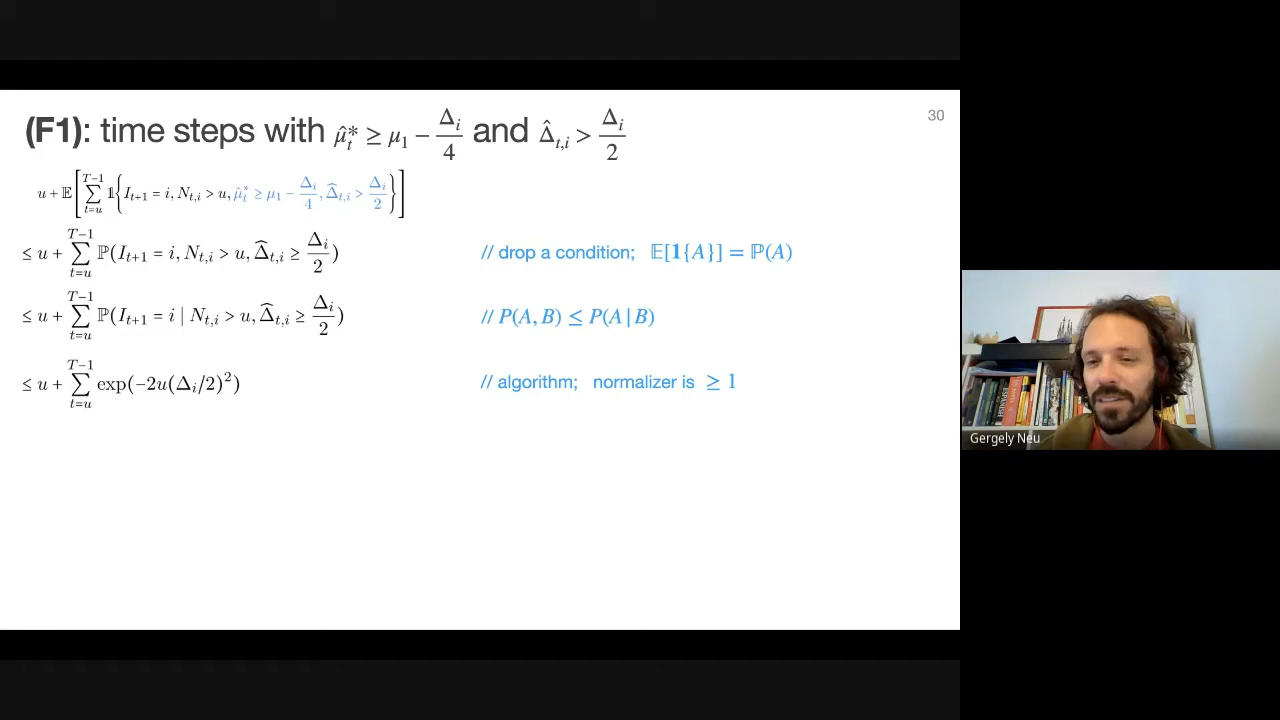 (F1): time steps with μ̂*_t ≥ μ_1 − Δ_i/4 and Δ̂_{t,i} > Δ_i/2
30
u + 𝔼[∑_{t=u}^{T−1} 𝟙{I_{t+1} = i, N_{t,i} > u, μ̂*_t ≥ μ_1 − Δ_i/4, Δ̂_{t,i} > Δ_i/2}]
≤ u + ∑_{t=u}^{T−1} ℙ(I_{t+1} = i, N_{t,i} > u, Δ̂_{t,i} ≥ Δ_i/2) // drop a condition; 𝔼[𝟏{A}] = ℙ(A)
≤ u + ∑_{t=u}^{T−1} ℙ(I_{t+1} = i | N_{t,i} > u, Δ̂_{t,i} ≥ Δ_i/2) // P(A, B) ≤ P(A | B)
≤ u + ∑_{t=u}^{T−1} exp(−2u(Δ_i/2)²) // algorithm; normalizer is ≥ 1
ESPANISH
Gergely Neu